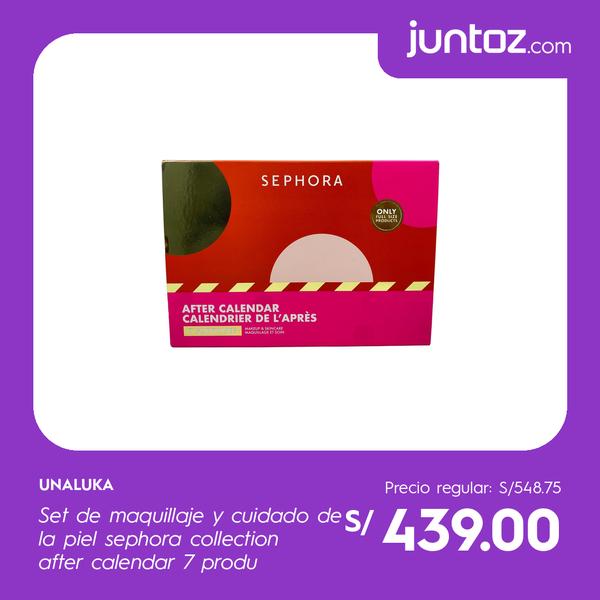 juntoz.com
SEPHORA
ONLY
FULL SIZE
PRODUCTS
AFTER CALENDAR
CALENDRIER DE L'APRÈS
MAKEUP & SKINCARE
MAQUILLAGE ET SOIN
UNALUKA
Set de maquillaje y cuidado de
la piel sephora collection
after calendar 7 produ
Precio regular: S/548.75
S/ 439.00